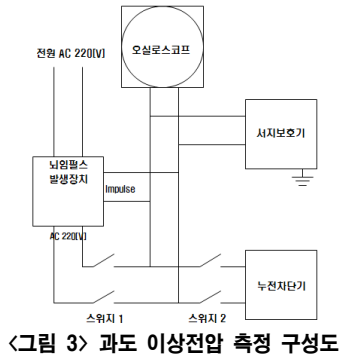 오실로스코프
전원 AC 220[V]
서지보호기
뇌임펄스
발생장치
Impulse
AC 220[V]
누전차단기
스위치 1
스위치 2
<그림 3> 과도 이상전압 측정 구성도